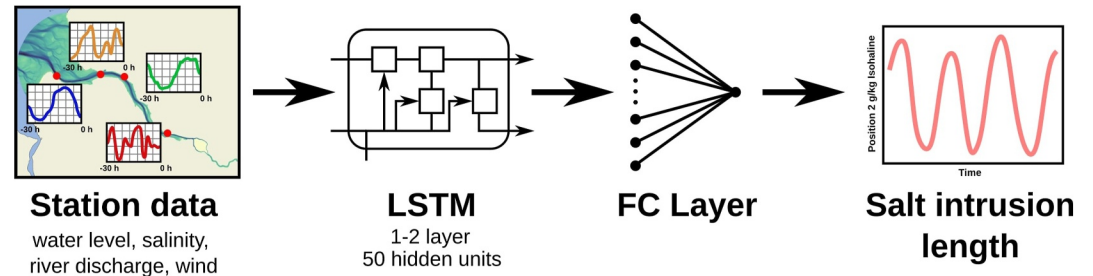 -30 h
0 h
-30 h
0 h
-30 h
0 h
-30 h
0 h
Station data
water level, salinity,
river discharge, wind
LSTM
1-2 layer
50 hidden units
FC Layer
Position 2 g/kg Isohaline
Time
Salt intrusion
length